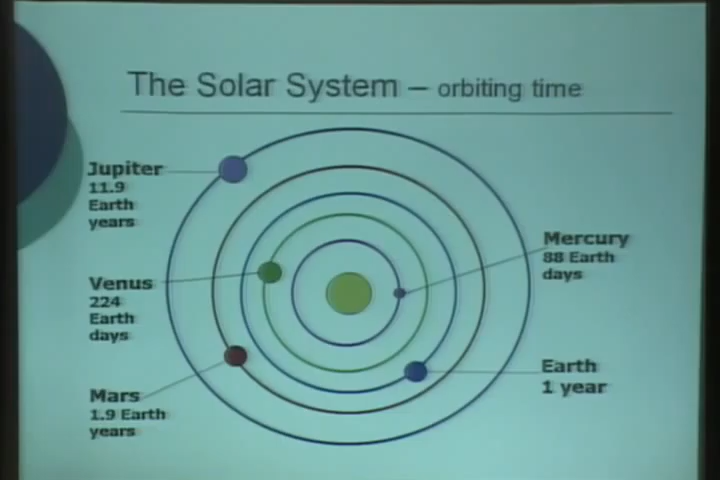 The Solar System – orbiting time
Jupiter
11.9
Earth
years
Mercury
88 Earth
days
Venus
224
Earth
days
Earth
1 year
Mars
1.9 Earth
years